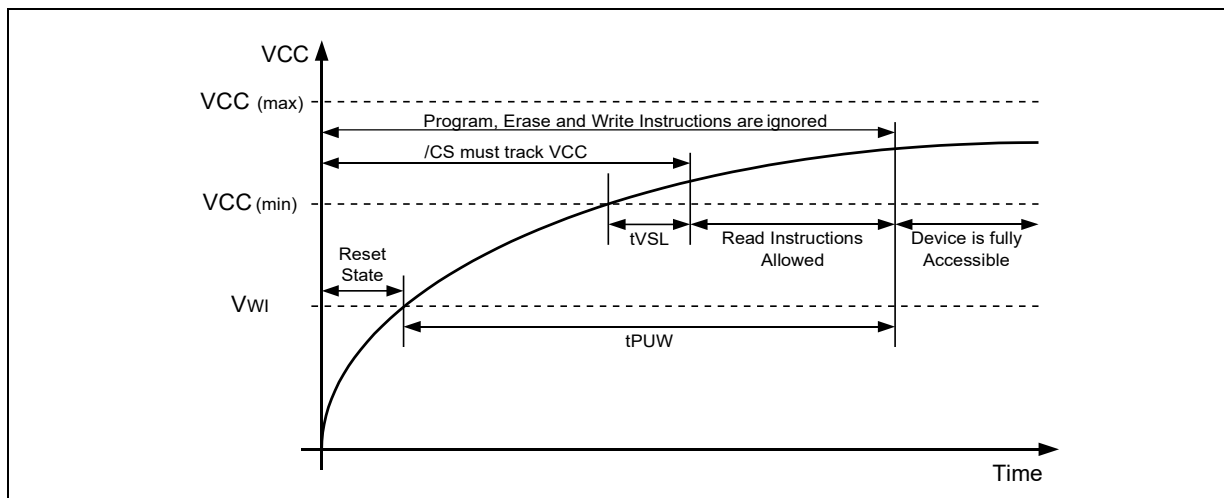 VCC
VCC (max)
Program, Erase and Write Instructions are ignored
/CS must track VCC
VCC (min)
tVSL
Read Instructions
Allowed
Device is fully
Accessible
Reset
State
VWI
tPUW
Time